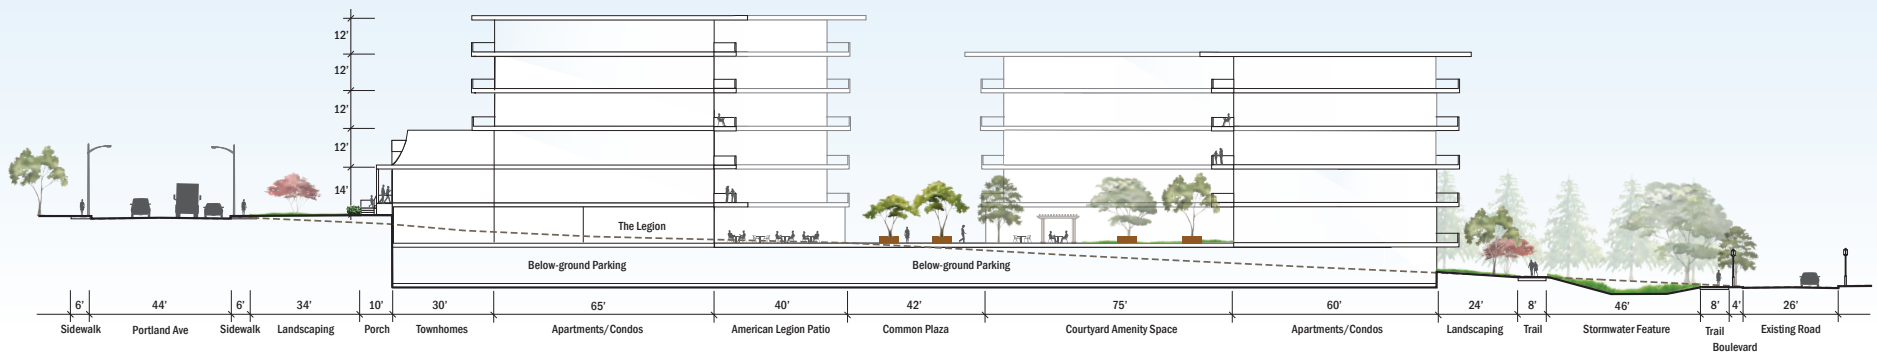 12'
12'
12'
12'
14'
The Legion
Below-ground Parking
Below-ground Parking
6'
44'
6'
34'
10'
30'
65'
40'
42'
75'
60'
24'
8'
46'
8'
4'
26'
Sidewalk
Portland Ave
Sidewalk
Landscaping
Porch
Townhomes
Apartments/Condos
American Legion Patio
Common Plaza
Courtyard Amenity Space
Apartments/Condos
Landscaping
Trail
Stormwater Feature
Trail
Boulevard
Existing Road